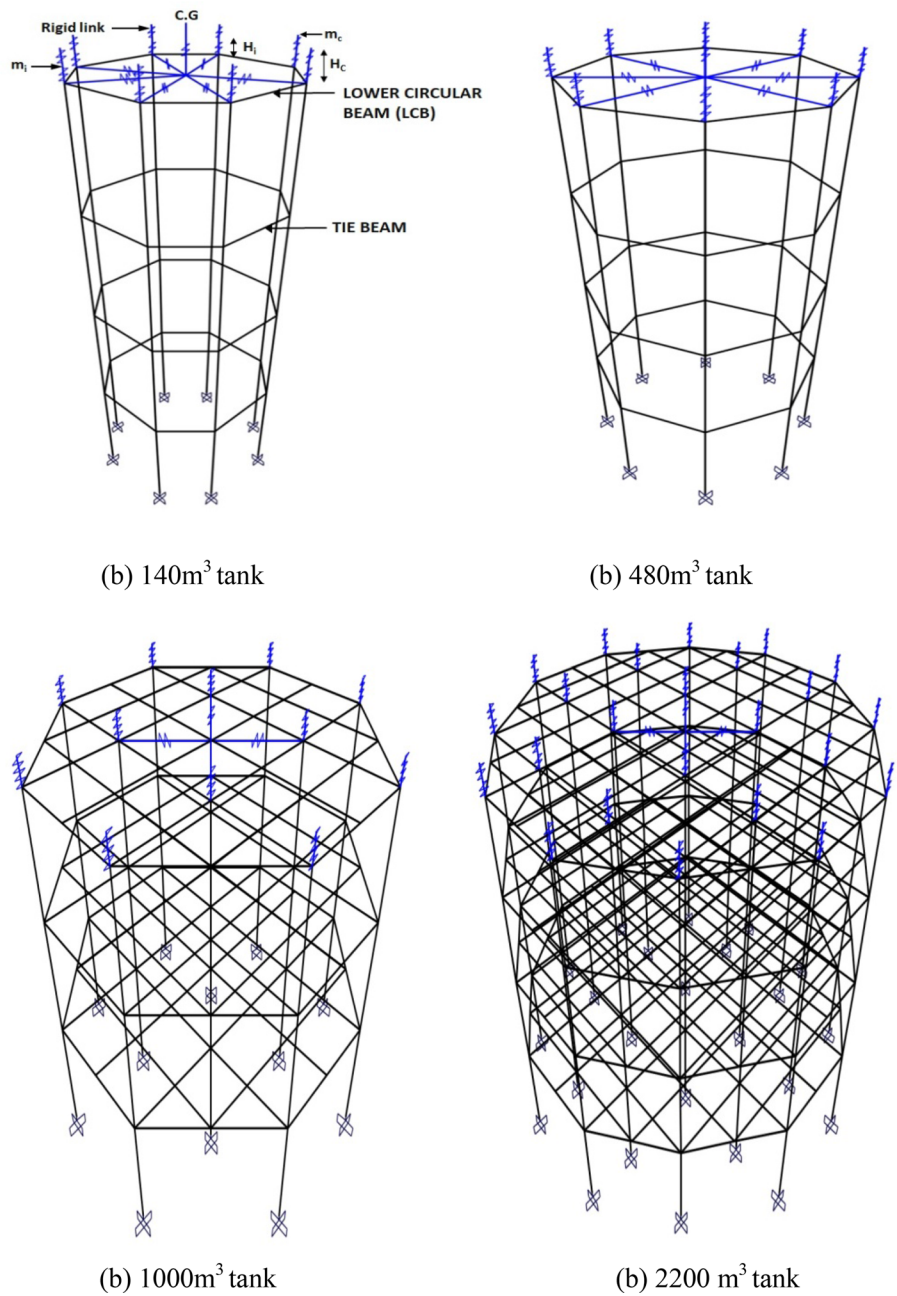 C.G
Rigid link
mc
Hi
mi
Hc
LOWER CIRCULAR
BEAM (LCB)
TIE BEAM
(b) 140m³ tank
(b) 480m³ tank
(b) 1000m³ tank
(b) 2200 m³ tank